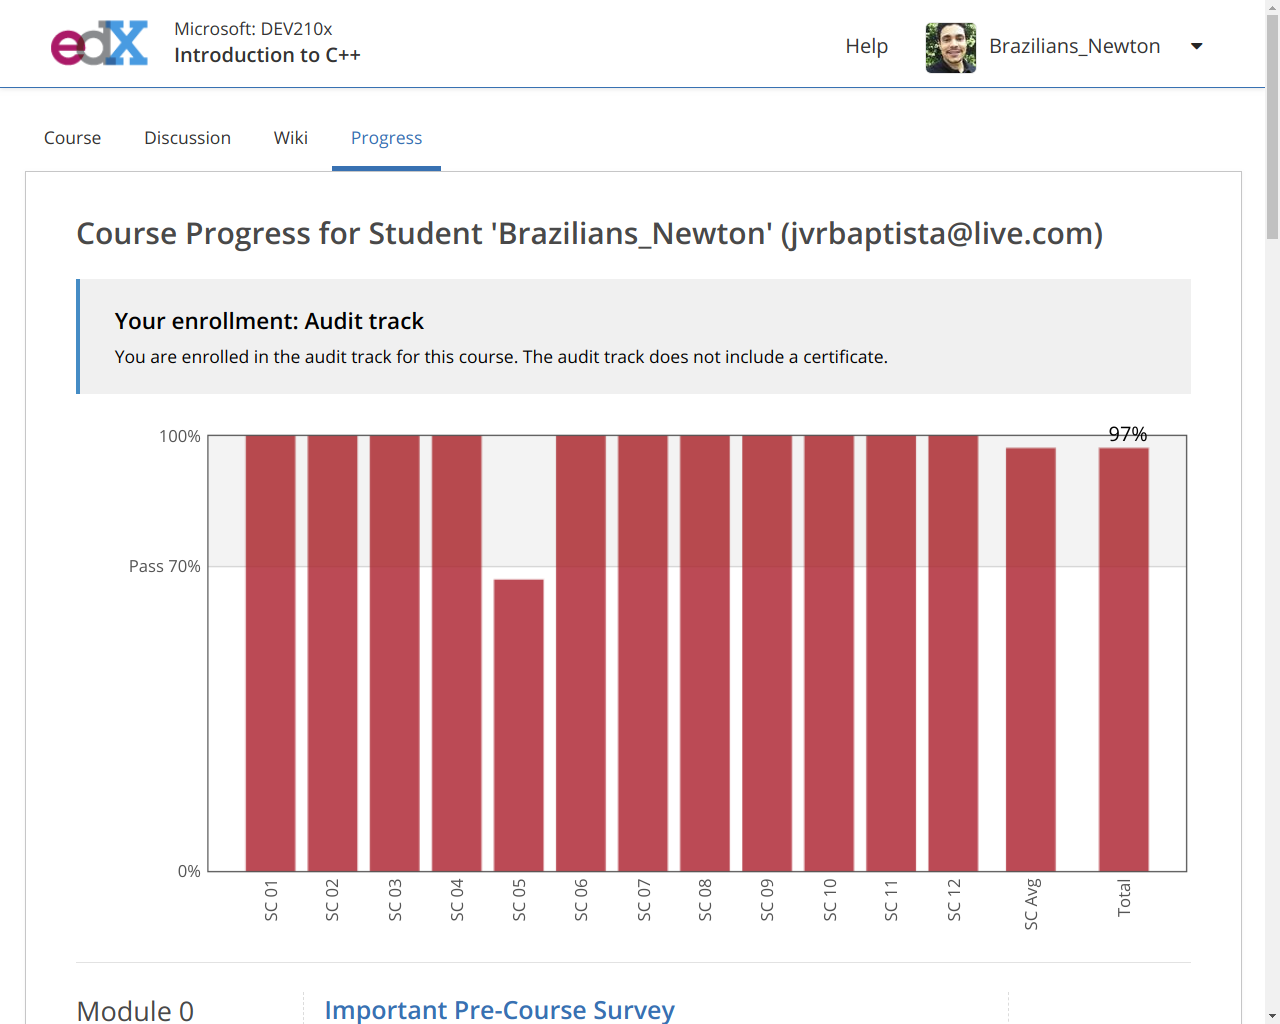 edX
Microsoft: DEV210x
Introduction to C++
Help
Brazilians_Newton
Course
Discussion
Wiki
Progress
Course Progress for Student 'Brazilians_Newton' (jvrbaptista@live.com)
Your enrollment: Audit track
You are enrolled in the audit track for this course. The audit track does not include a certificate.
97%
100%
Pass 70%
0%
SC 01
SC 02
SC 03
SC 04
SC 05
SC 06
SC 07
SC 08
SC 09
SC 10
SC 11
SC 12
SC Avg
Total
Module 0
Important Pre-Course Survey